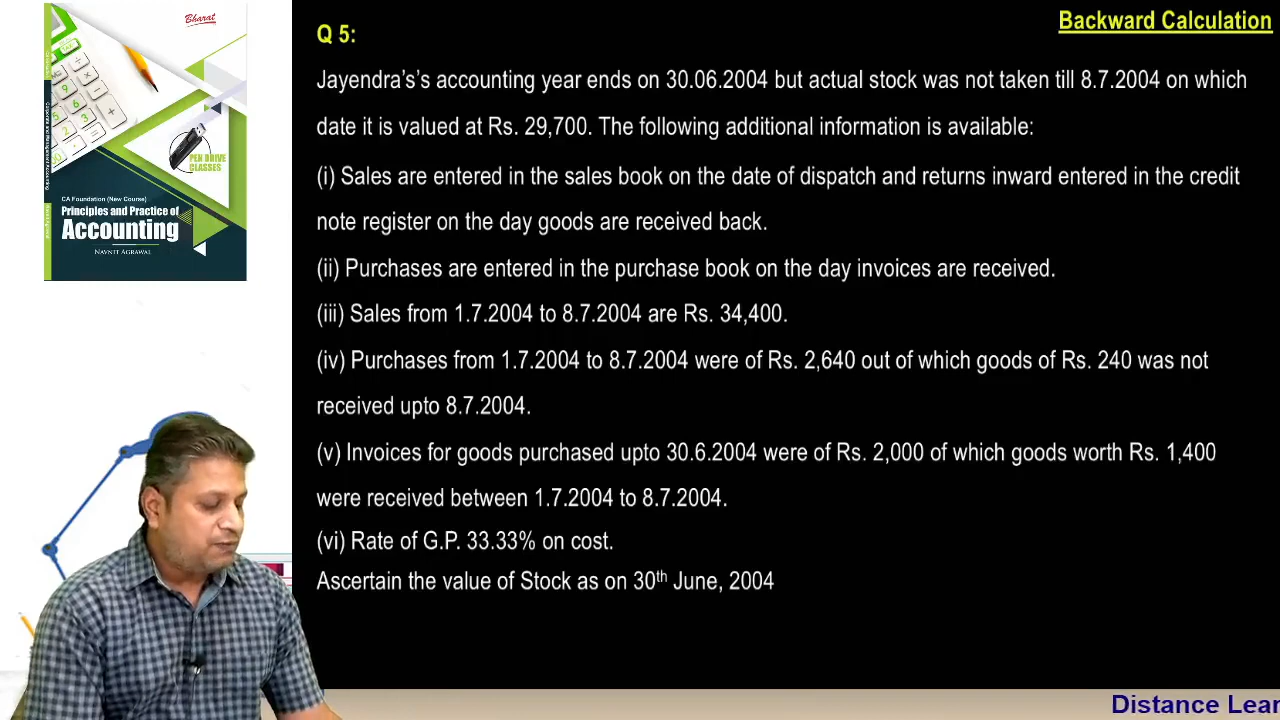 Bharat
Backward Calculation
Q 5:
Jayendra's's accounting year ends on 30.06.2004 but actual stock was not taken till 8.7.2004 on which
date it is valued at Rs. 29,700. The following additional information is available:
(i) Sales are entered in the sales book on the date of dispatch and returns inward entered in the credit
note register on the day goods are received back.
(ii) Purchases are entered in the purchase book on the day invoices are received.
(iii) Sales from 1.7.2004 to 8.7.2004 are Rs. 34,400.
(iv) Purchases from 1.7.2004 to 8.7.2004 were of Rs. 2,640 out of which goods of Rs. 240 was not
received upto 8.7.2004.
(v) Invoices for goods purchased upto 30.6.2004 were of Rs. 2,000 of which goods worth Rs. 1,400
were received between 1.7.2004 to 8.7.2004.
(vi) Rate of G.P. 33.33% on cost.
Ascertain the value of Stock as on 30th June, 2004
PEN DRIVE
CLASSES
CA Foundation (New Course)
Principles and Practice of
Accounting
NAVNIT AGRAWAL
Distance Lear